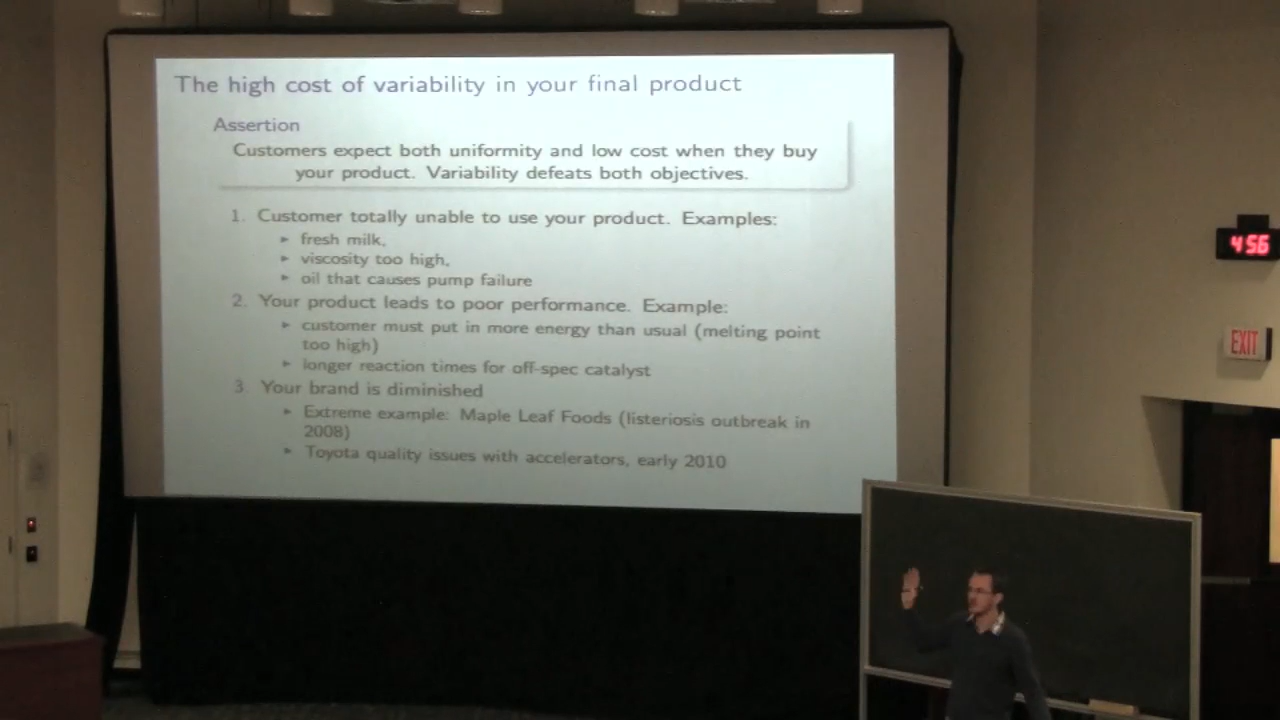 The high cost of variability in your final product
Assertion
Customers expect both uniformity and low cost when they buy
your product. Variability defeats both objectives.
1. Customer totally unable to use your product. Examples:
fresh milk,
viscosity too high,
oil that causes pump failure
2. Your product leads to poor performance. Example:
customer must put in more energy than usual (melting point
too high)
longer reaction times for off-spec catalyst
3. Your brand is diminished
Extreme example: Maple Leaf Foods (listeriosis outbreak in
2008)
Toyota quality issues with accelerators, early 2010
4 56
EXIT